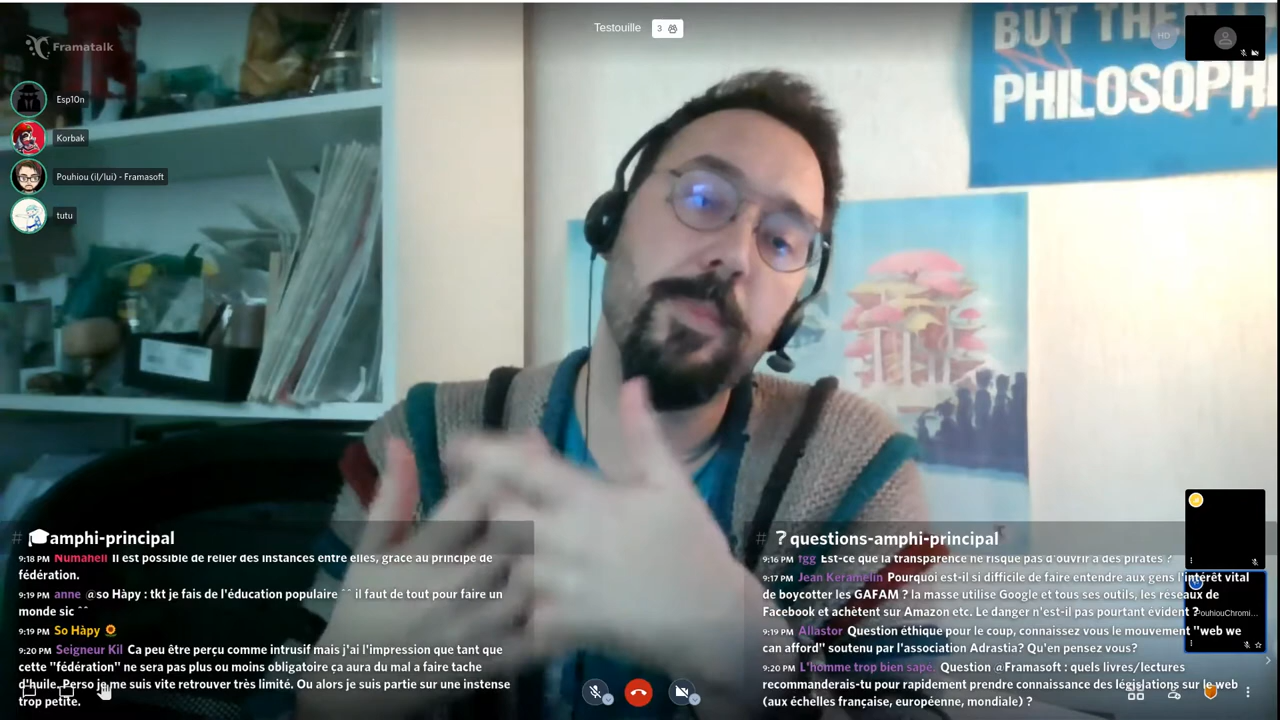 Testouille
3
Framatalk
HD
BUT THEN
PHILOSOPH
Esp10n
Korbak
Pouhiou (il/lui) - Framasoft
tutu
# 🎓amphi-principal
9:18 PM Numahell Il est possible de relier des instances entre elles, grâce au principe de
fédération.
9:19 PM anne @so Hàpy : tkt je fais de l'éducation populaire ^^ il faut de tout pour faire un
monde sic ^^
9:19 PM So Hàpy 🌻
9:20 PM Seigneur Kil Ca peu être perçu comme intrusif mais j'ai l'impression que tant que
cette "fédération" ne sera pas plus ou moins obligatoire ça aura du mal a faire tache
d'huile. Perso je me suis vite retrouver très limité. Ou alors je suis partie sur une instense
trop petite.
# ❔questions-amphi-principal
9:16 PM Est-ce que la transparence ne risque pas d'ouvrir a des pirates ?
9:17 PM Jean Keramelin Pourquoi est-il si difficile de faire entendre aux gens l'intérêt vital
de boycotter les GAFAM ? la masse utilise Google et tous ses outils, les reseaux de
Facebook et achètent sur Amazon etc. Le danger n'est-il pas pourtant évident ?
9:19 PM Allastor Question éthique pour le coup, connaissez vous le mouvement "web we
can afford" soutenu par l'association Adrastia? Qu'en pensez vous?
9:20 PM L'homme trop bien sapé. Question @Framasoft : quels livres/lectures
recommanderais-tu pour rapidement prendre connaissance des législations sur le web
(aux échelles française, européenne, mondiale) ?
PouhiouChromi...